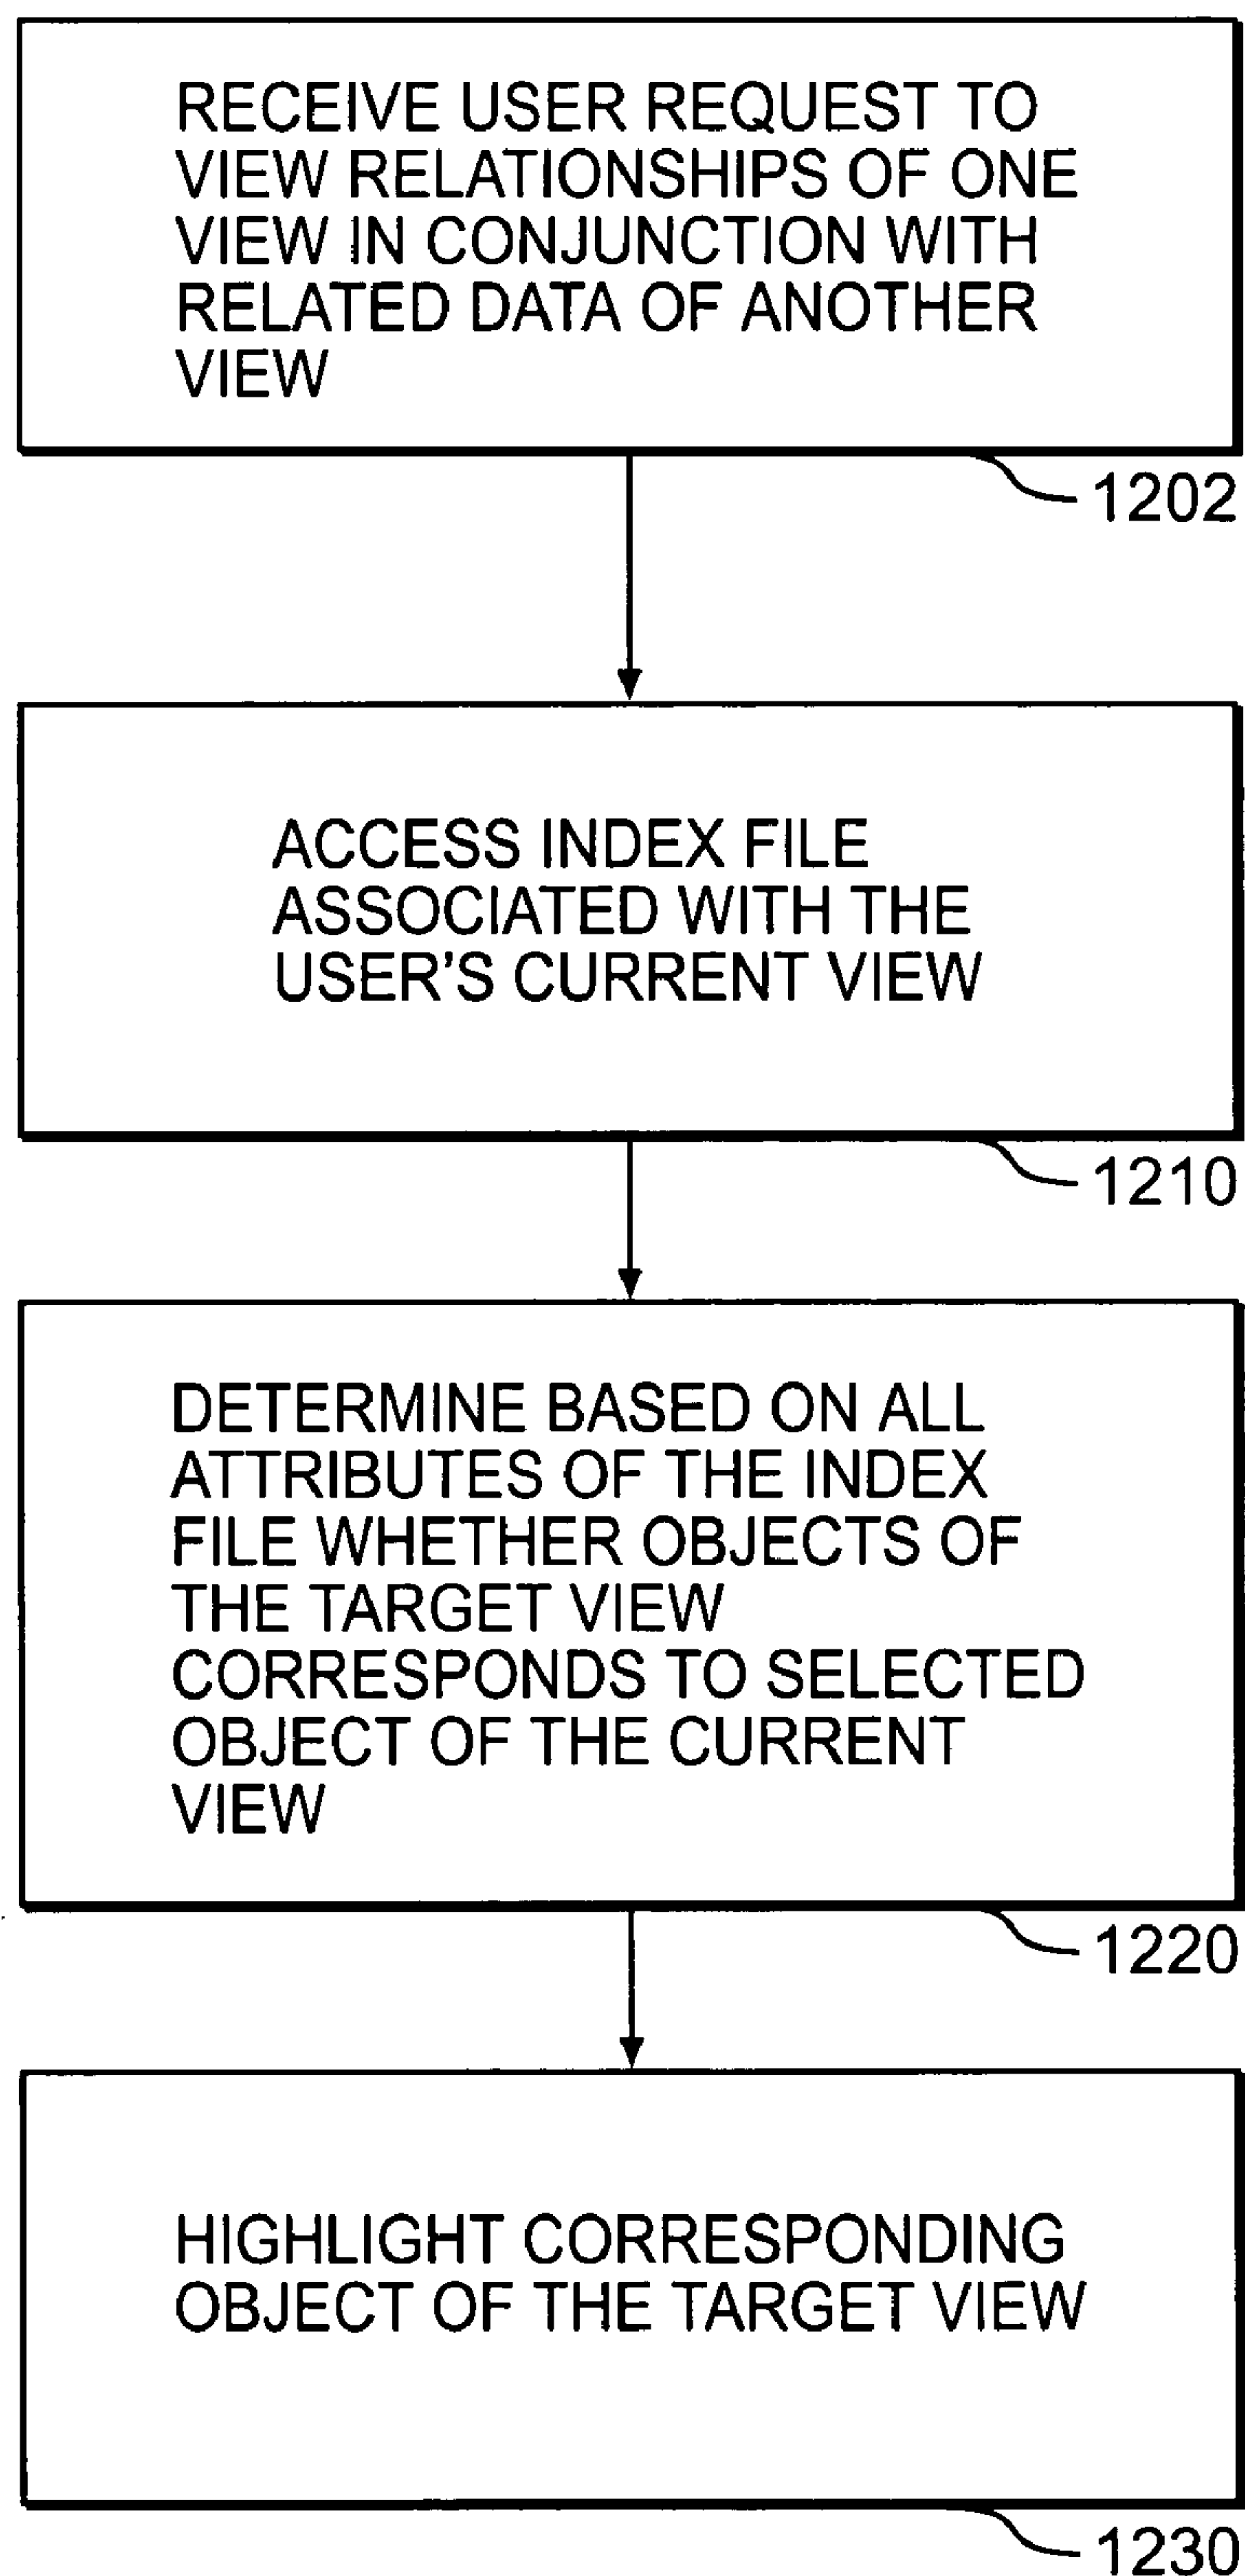 RECEIVE USER REQUEST TO
VIEW RELATIONSHIPS OF ONE
VIEW IN CONJUNCTION WITH
RELATED DATA OF ANOTHER
VIEW
1202
ACCESS INDEX FILE
ASSOCIATED WITH THE
USER'S CURRENT VIEW
1210
DETERMINE BASED ON ALL
ATTRIBUTES OF THE INDEX
FILE WHETHER OBJECTS OF
THE TARGET VIEW
CORRESPONDS TO SELECTED
OBJECT OF THE CURRENT
VIEW
1220
HIGHLIGHT CORRESPONDING
OBJECT OF THE TARGET VIEW
1230